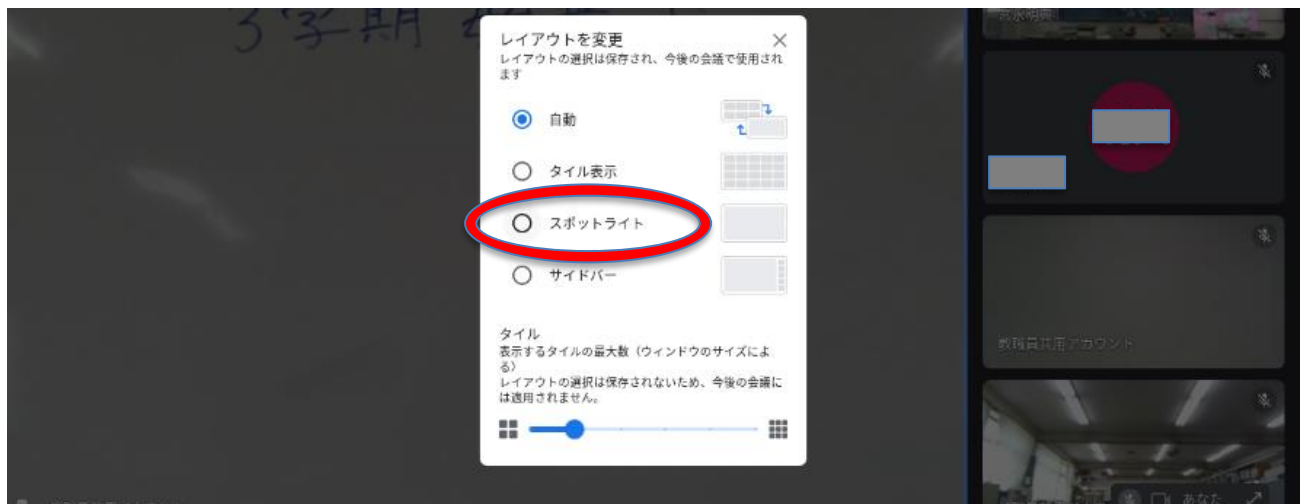 3学期
レイアウトを変更
レイアウトの選択は保存され、今後の会議で使用され
ます
自動
タイル表示
スポットライト
サイドバー
タイル
表示するタイルの最大数（ウィンドウのサイズによ
る）
レイアウトの選択は保存されないため、今後の会議に
は適用されません。
教職員共用アカウント
あなた